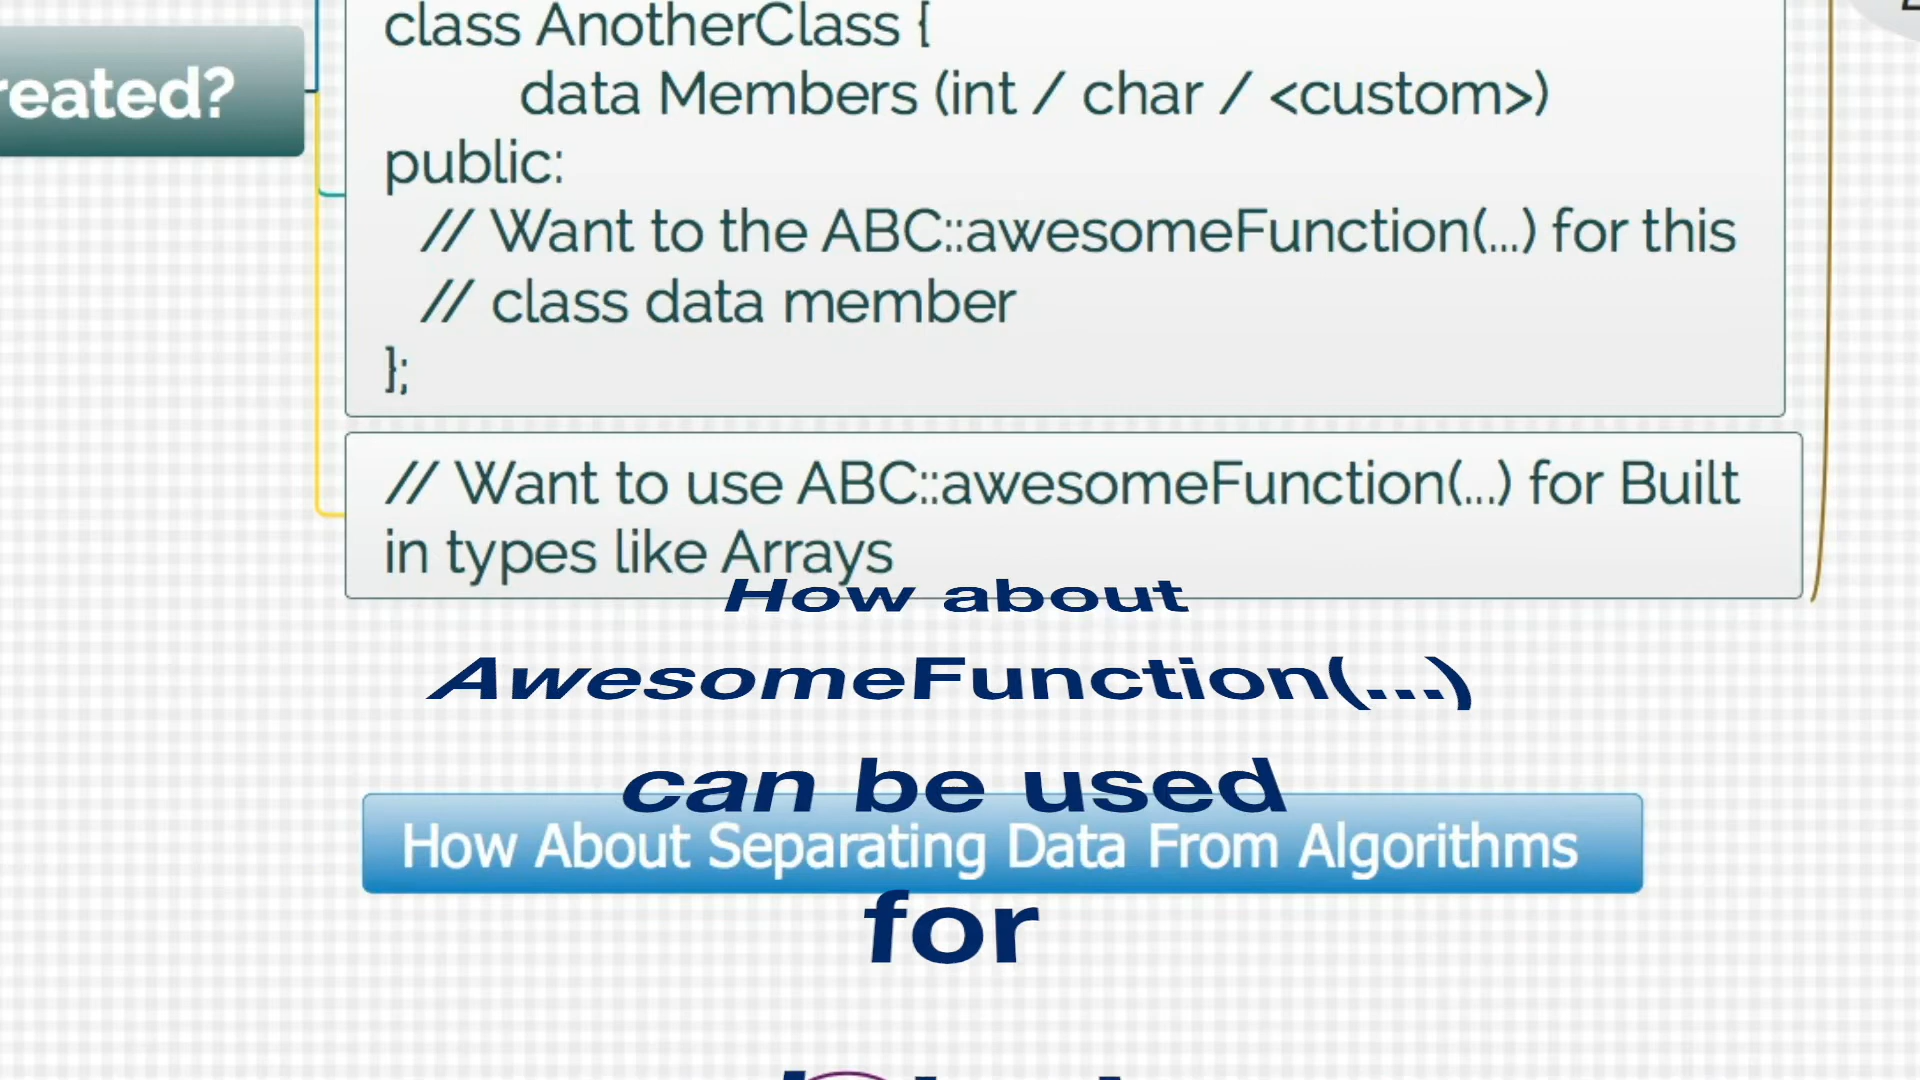 class AnotherClass {
reated?
data Members (int / char / <custom>)
public:
// Want to the ABC::awesomeFunction(...) for this
// class data member
};
// Want to use ABC::awesomeFunction(...) for Built
in types like Arrays
How about
AwesomeFunction(...)
can be used
How About Separating Data From Algorithms
for